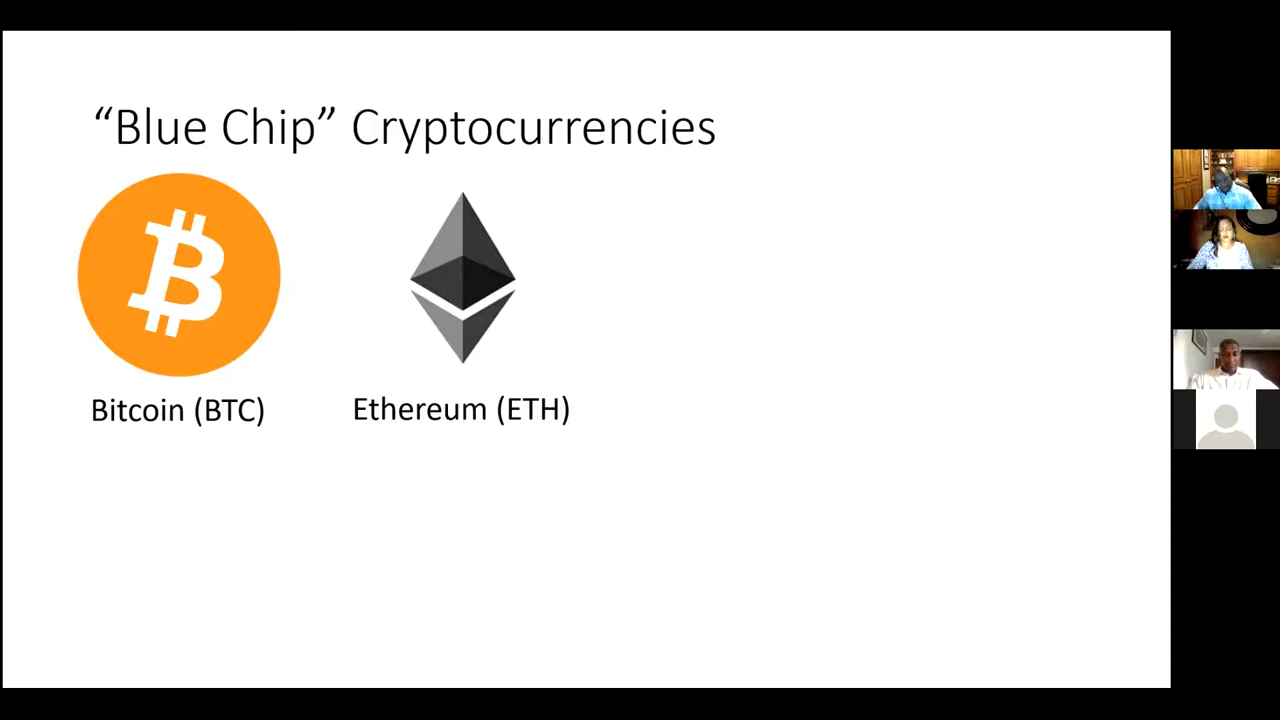 “Blue Chip” Cryptocurrencies
Bitcoin (BTC)
Ethereum (ETH)